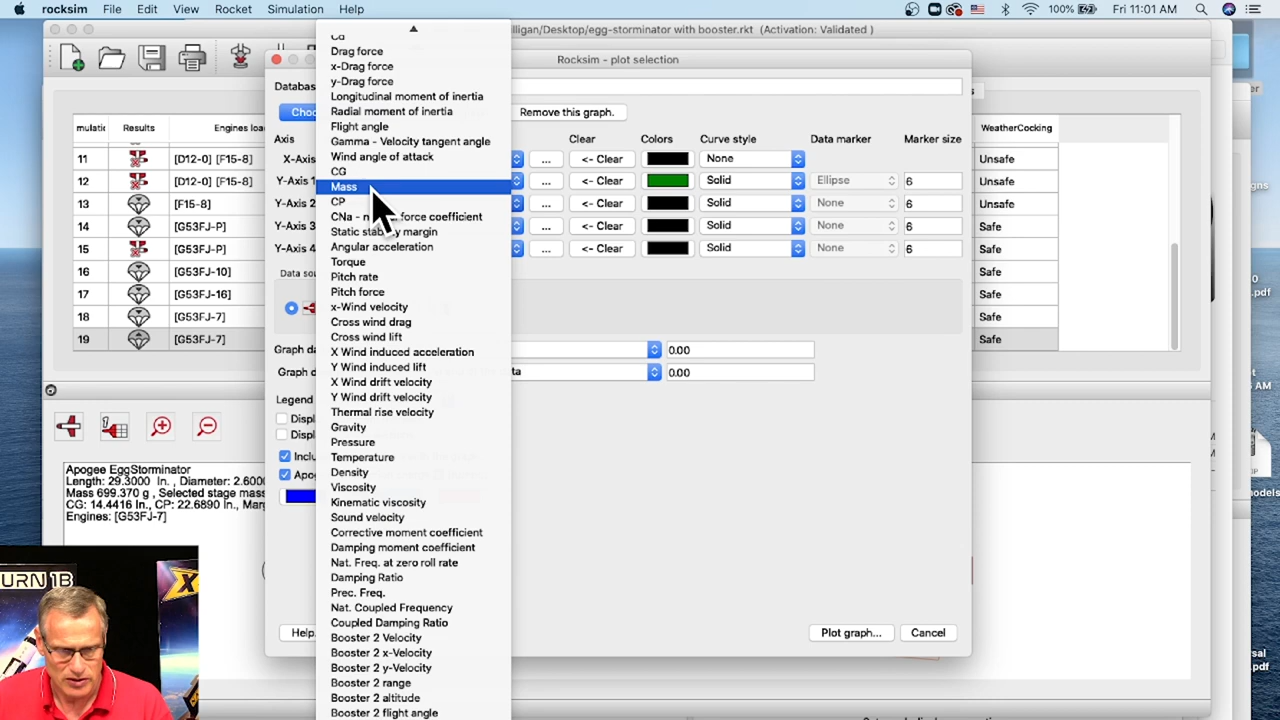 rocksim File Edit View Rocket Simulation Help 100% Fri 11:01 AM
illigan/Desktop/egg-storminator with booster.rkt (Activation: Validated )
Rocksim - plot selection
Remove this graph.
Axis Clear Colors Curve style Data marker Marker size
X-Axis ... <- Clear None
Y-Axis 1 ... <- Clear Solid Ellipse 6
Y-Axis 2 ... <- Clear Solid None 6
Y-Axis 3 ... <- Clear Solid None 6
Y-Axis 4 ... <- Clear Solid None 6
0.00
0.00
Legend
Help
Plot graph... Cancel
Cd
Drag force
x-Drag force
y-Drag force
Longitudinal moment of inertia
Radial moment of inertia
Flight angle
Gamma - Velocity tangent angle
Wind angle of attack
CG
Mass
CP
CNa - force coefficient
Static margin
Angular acceleration
Torque
Pitch rate
Pitch force
x-Wind velocity
Cross wind drag
Cross wind lift
X Wind induced acceleration
Y Wind induced lift
X Wind drift velocity
Y Wind drift velocity
Thermal rise velocity
Gravity
Pressure
Temperature
Density
Viscosity
Kinematic viscosity
Sound velocity
Corrective moment coefficient
Damping moment coefficient
Nat. Freq. at zero roll rate
Damping Ratio
Prec. Freq.
Nat. Coupled Frequency
Coupled Damping Ratio
Booster 2 Velocity
Booster 2 x-Velocity
Booster 2 y-Velocity
Booster 2 range
Booster 2 altitude
Booster 2 flight angle
mulatio Results Engines loa WeatherCocking
11 [D12-0] [F15-8] Unsafe
12 [D12-0] [F15-8] Unsafe
13 [F15-8] Unsafe
14 [G53FJ-P] Safe
15 [G53FJ-P] Safe
16 [G53FJ-10] Safe
17 [G53FJ-16] Safe
18 [G53FJ-7] Safe
19 [G53FJ-7] Safe
Apogee EggStorminator
Length: 29.3000 In. , Diameter: 2.6000
Mass 699.370 g , Selected stage mass
CG: 14.4416 In., CP: 22.6890 In., Mar
Engines: [G53FJ-7]
URN 1B